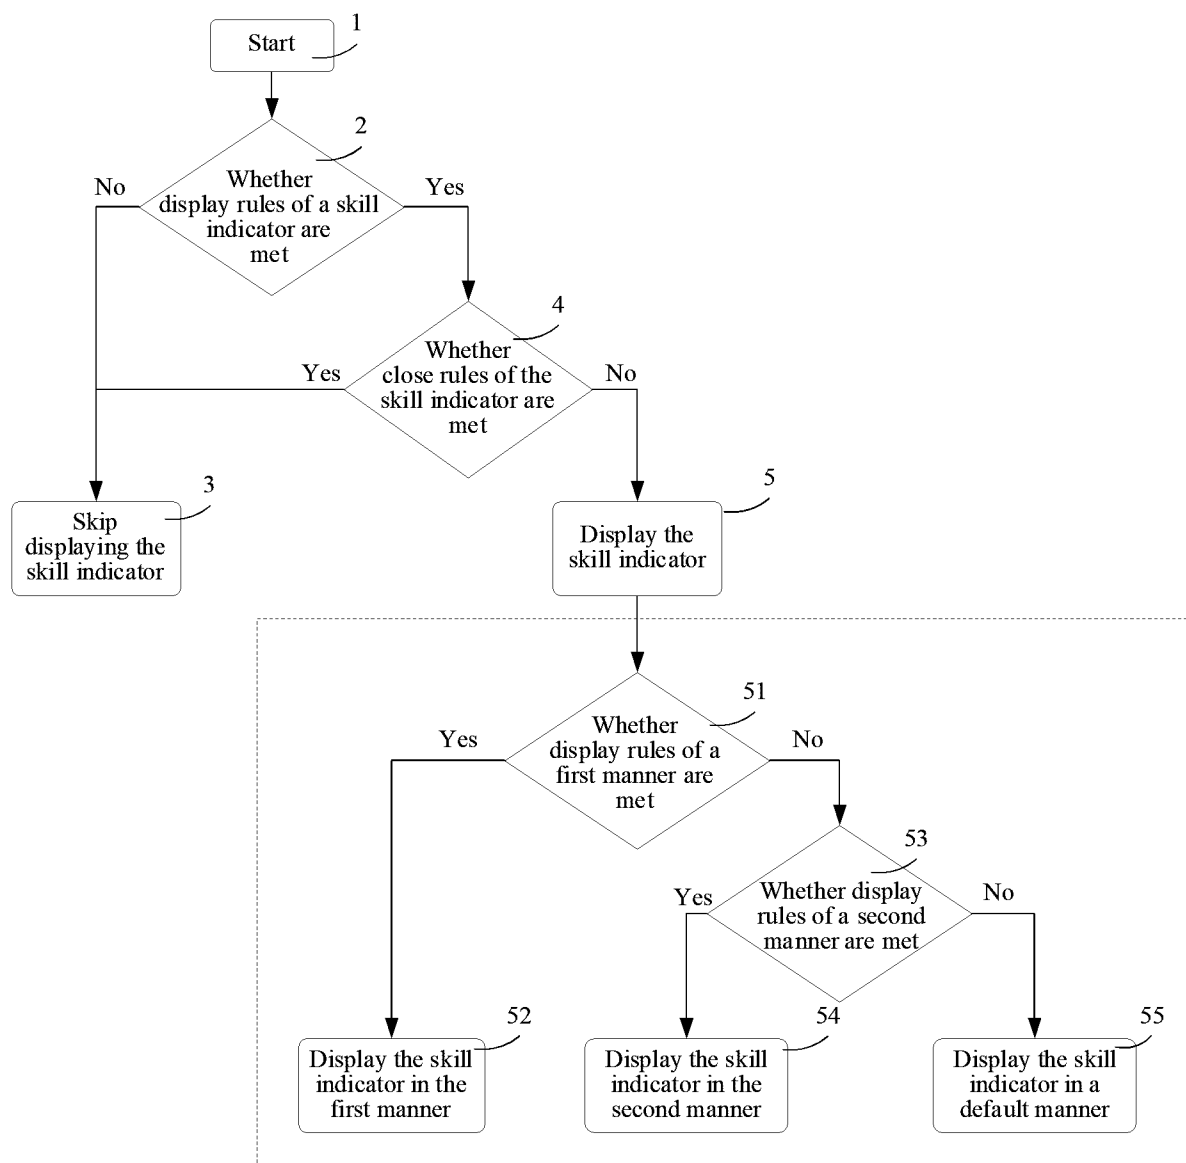 1
Start
2
Whether
display rules of a skill
indicator are
met
No
Yes
4
Whether
close rules of the
skill indicator are
met
Yes
No
3
Skip
displaying the
skill indicator
5
Display the
skill indicator
51
Whether
display rules of a
first manner are
met
Yes
No
53
Whether display
rules of a second
manner are met
Yes
No
52
Display the skill
indicator in the
first manner
54
Display the skill
indicator in the
second manner
55
Display the skill
indicator in a
default manner